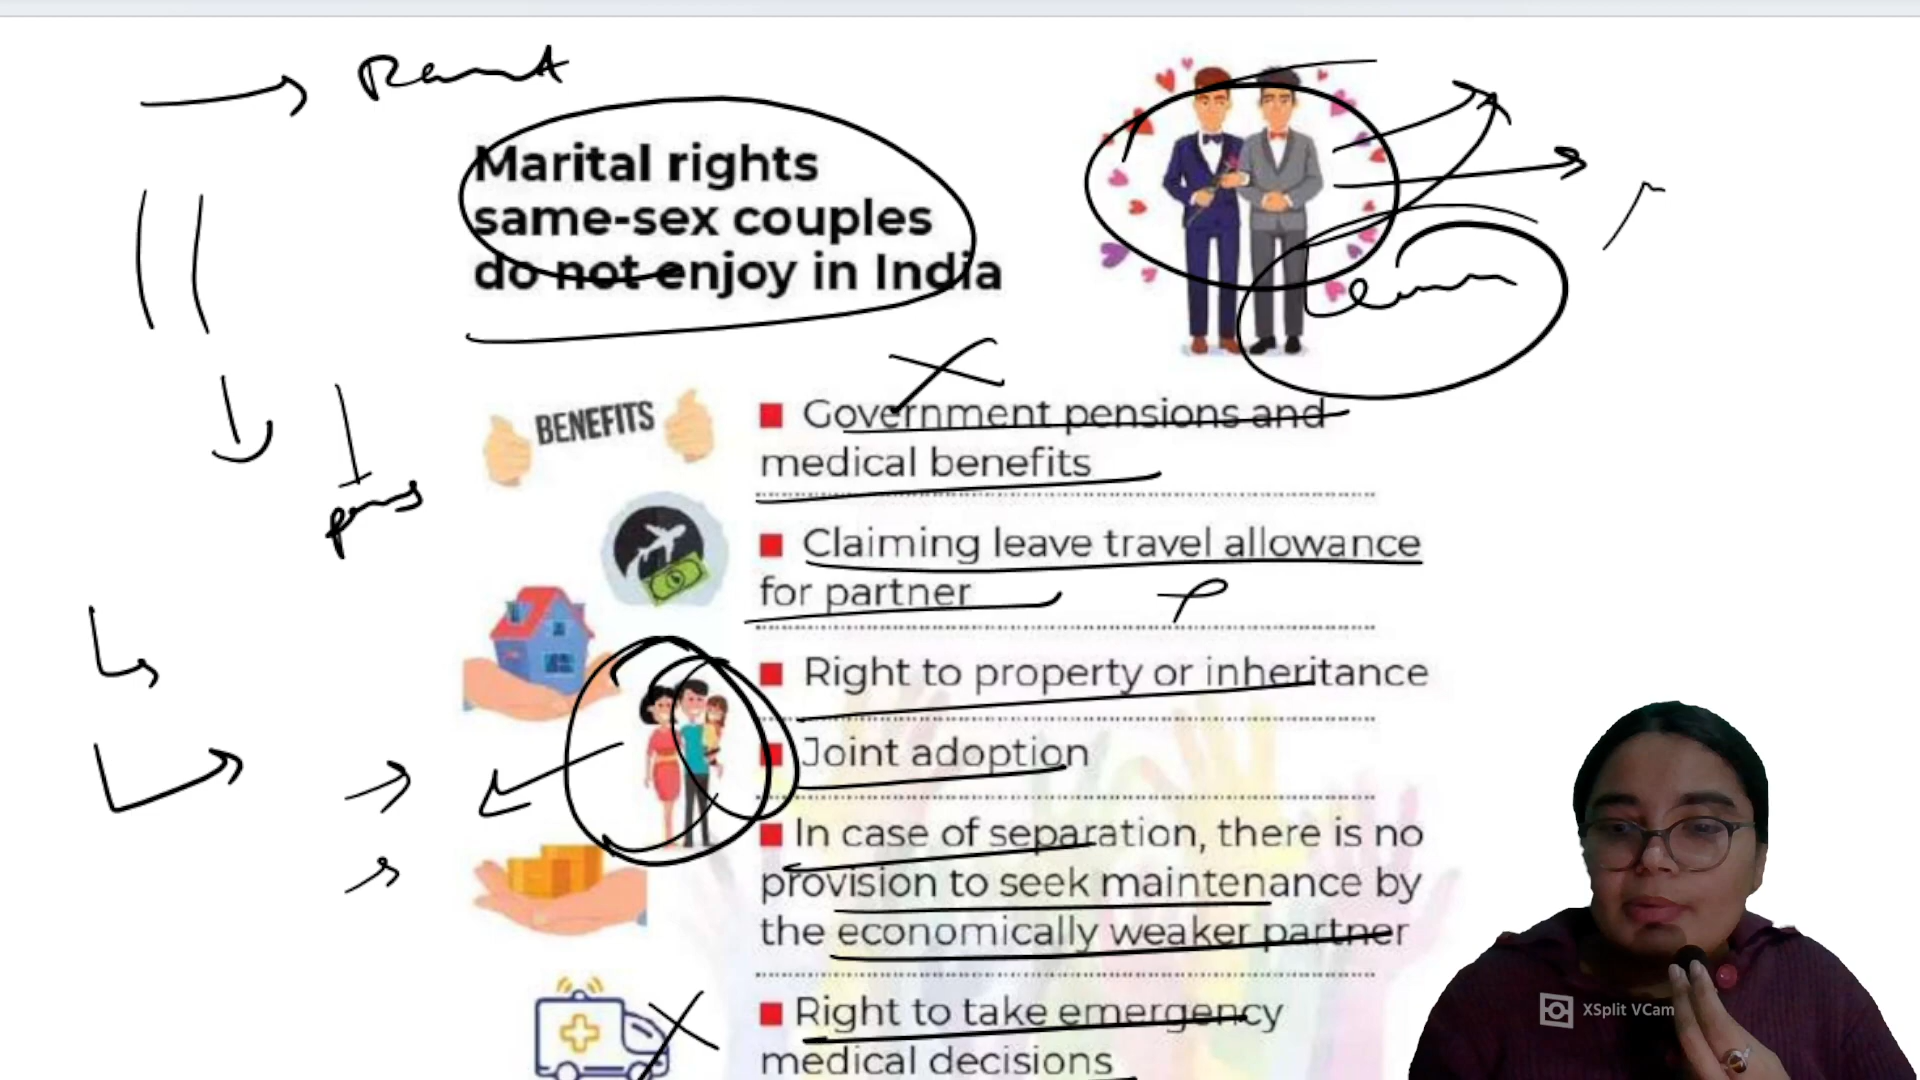 Marital rights
same-sex couples
do not enjoy in India
BENEFITS
Government pensions and
medical benefits
Claiming leave travel allowance
for partner
Right to property or inheritance
Joint adoption
In case of separation, there is no
provision to seek maintenance by
the economically weaker partner
Right to take emergency
medical decisions
XSplit VCam